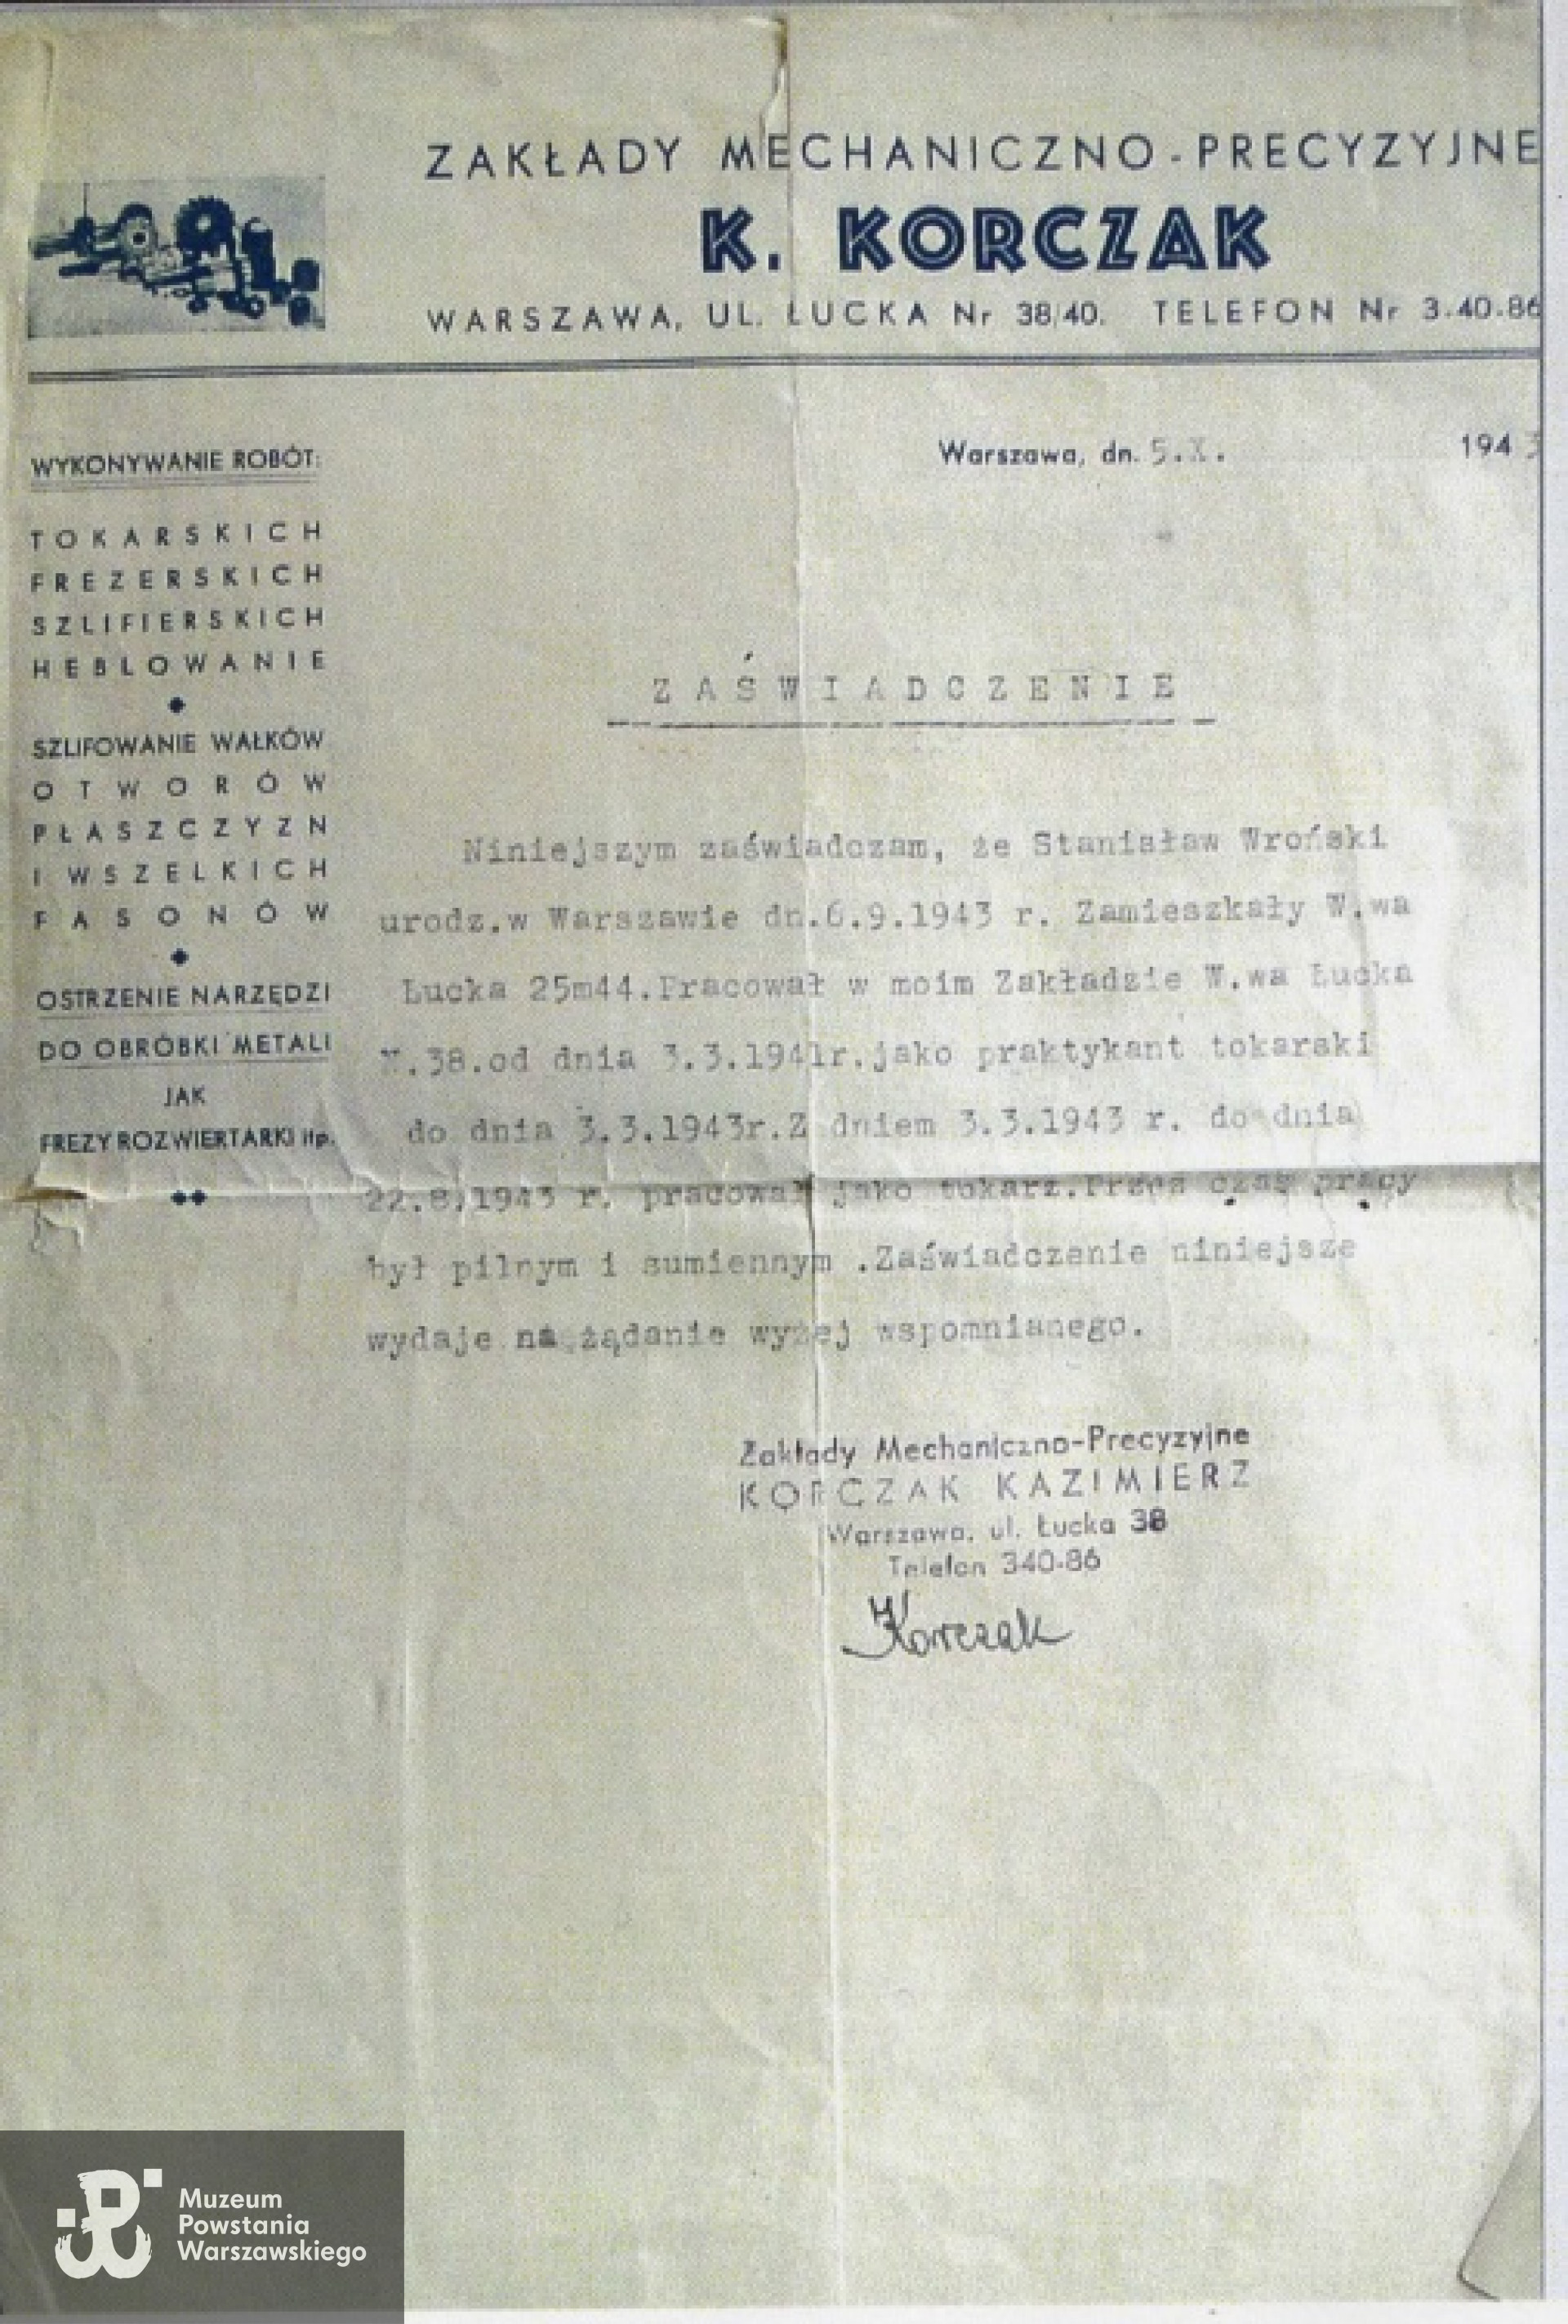 ZAKŁADY MECHANICZNO-PRECYZYJNE
K. KORCZAK
WARSZAWA, UL. ŁUCKA Nr 38/40. TELEFON Nr 3.40.86
Warszawa, dn. 5.X. 1943
WYKONYWANIE ROBÓT:
TOKARSKICH
FREZERSKICH
SZLIFIERSKICH
HEBLOWANIE
SZLIFOWANIE WAŁKÓW
OTWORÓW
PŁASZCZYZN
I WSZELKICH
FASONÓW
OSTRZENIE NARZĘDZI
DO OBRÓBKI METALI
JAK
FREZY ROZWIERTARKI itp.
ZAŚWIADCZENIE
Niniejszym zaświadczam, że Stanisław Wroński
urodz.w Warszawie dn.6.9.1943 r. Zamieszkały W.wa
Łucka 25m44.Pracował w moim Zakładzie W.wa Łucka
N.38.od dnia 3.3.1941r.jako praktykant tokarski
do dnia 3.3.1943r.Z dniem 3.3.1943 r. do dnia
22.8.1943 r. pracował jako tokarz.Przez czas pracy
był pilnym i sumiennym .Zaświadczenie niniejsze
wydaje na żądanie wyżej wspomnianego.
Zakłady Mechaniczno-Precyzyjne
KORCZAK KAZIMIERZ
Warszawa, ul. Łucka 38
Telefon 340-86
Korczak
Muzeum
Powstania
Warszawskiego